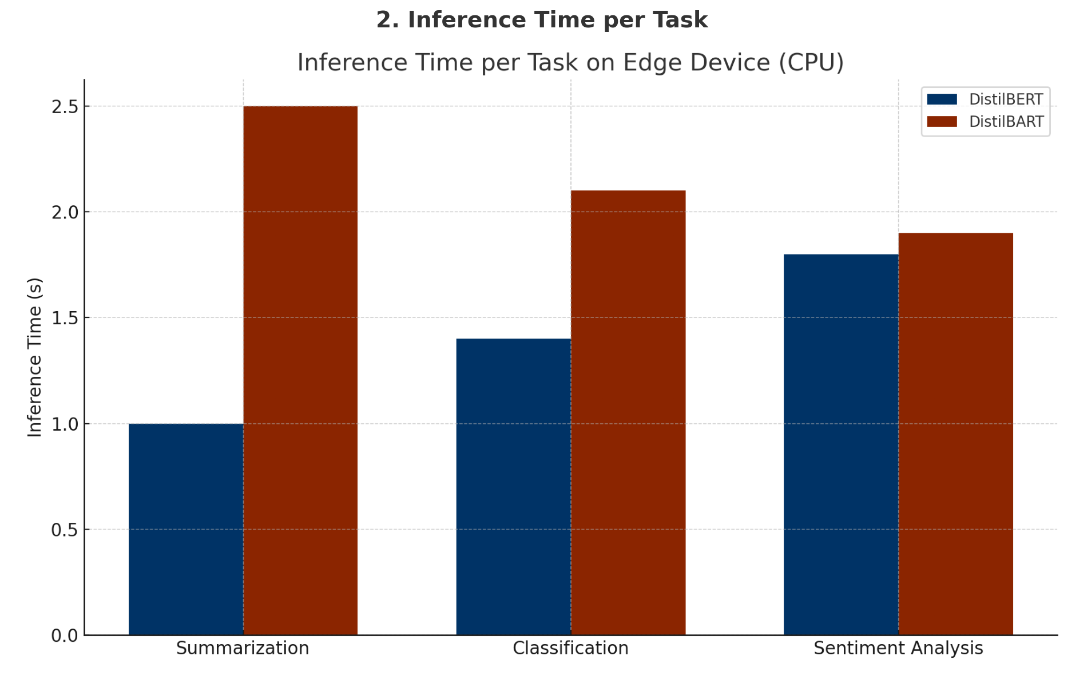 2. Inference Time per Task
Inference Time per Task on Edge Device (CPU)
DistilBERT
DistilBART
Inference Time (s)
2.5
2.0
1.5
1.0
0.5
0.0
Summarization
Classification
Sentiment Analysis